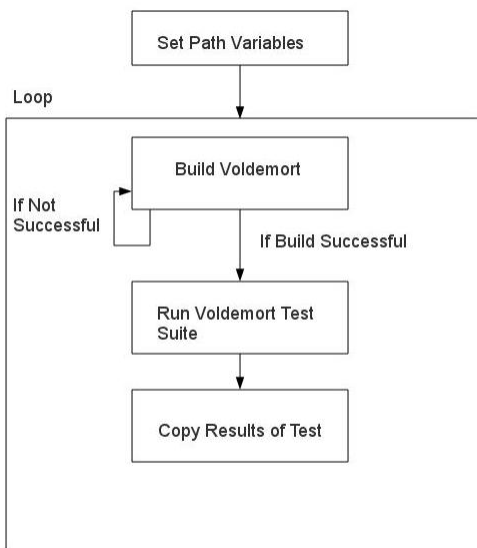 Set Path Variables
Loop
Build Voldemort
If Not
Successful
If Build Successful
Run Voldemort Test
Suite
Copy Results of Test